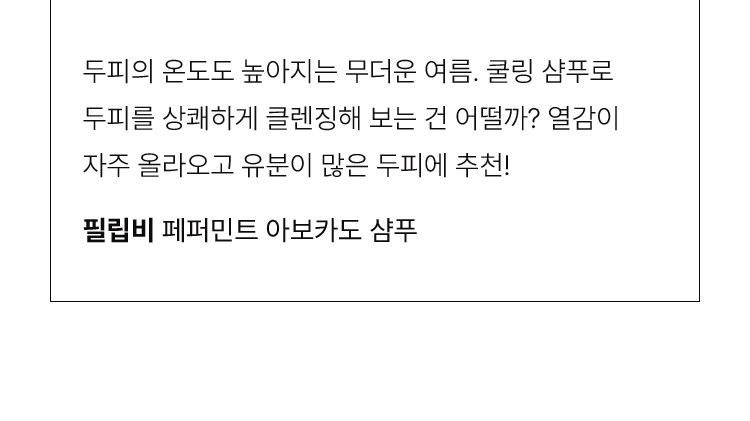 두피의 온도도 높아지는 무더운 여름. 쿨링 샴푸로
두피를 상쾌하게 클렌징해 보는 건 어떨까? 열감이
자주 올라오고 유분이 많은 두피에 추천!
필립비 페퍼민트 아보카도 샴푸